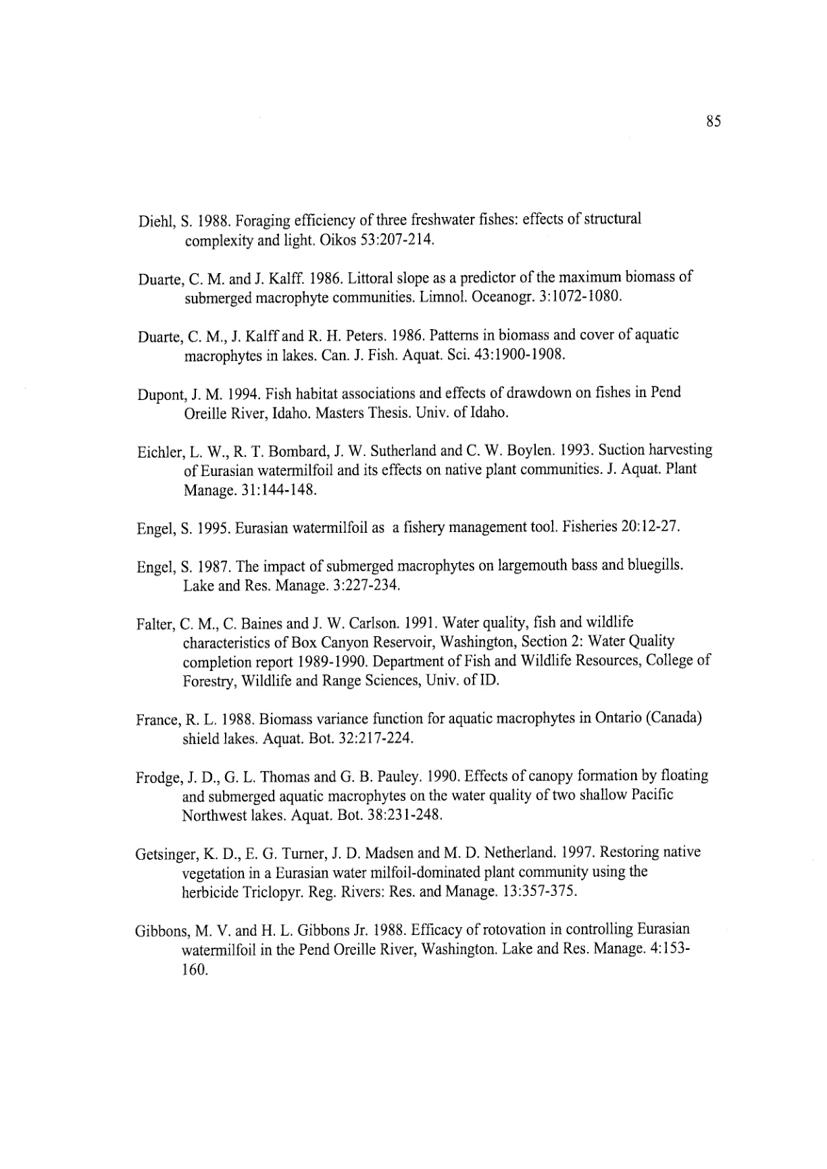 85
Diehl, S. 1988. Foraging efficiency of three freshwater fishes: effects of structural
complexity and light. Oikos 53:207-214.
Duarte, C. M. and J. Kalff. 1986. Littoral slope as a predictor of the maximum biomass of
submerged macrophyte communities. Limnol. Oceanogr. 3:1072-1080.
Duarte, C. M., J. Kalff and R. H. Peters. 1986. Patterns in biomass and cover of aquatic
macrophytes in lakes. Can. J. Fish. Aquat. Sci. 43:1900-1908.
Dupont, J. M. 1994. Fish habitat associations and effects of drawdown on fishes in Pend
Oreille River, Idaho. Masters Thesis. Univ. of Idaho.
Eichler, L. W., R. T. Bombard, J. W. Sutherland and C. W. Boylen. 1993. Suction harvesting
of Eurasian watermilfoil and its effects on native plant communities. J. Aquat. Plant
Manage. 31:144-148.
Engel, S. 1995. Eurasian watermilfoil as a fishery management tool. Fisheries 20:12-27.
Engel, S. 1987. The impact of submerged macrophytes on largemouth bass and bluegills.
Lake and Res. Manage. 3:227-234.
Falter, C. M., C. Baines and J. W. Carlson. 1991. Water quality, fish and wildlife
characteristics of Box Canyon Reservoir, Washington, Section 2: Water Quality
completion report 1989-1990. Department of Fish and Wildlife Resources, College of
Forestry, Wildlife and Range Sciences, Univ. of ID.
France, R. L. 1988. Biomass variance function for aquatic macrophytes in Ontario (Canada)
shield lakes. Aquat. Bot. 32:217-224.
Frodge, J. D., G. L. Thomas and G. B. Pauley. 1990. Effects of canopy formation by floating
and submerged aquatic macrophytes on the water quality of two shallow Pacific
Northwest lakes. Aquat. Bot. 38:231-248.
Getsinger, K. D., E. G. Turner, J. D. Madsen and M. D. Netherland. 1997. Restoring native
vegetation in a Eurasian water milfoil-dominated plant community using the
herbicide Triclopyr. Reg. Rivers: Res. and Manage. 13:357-375.
Gibbons, M. V. and H. L. Gibbons Jr. 1988. Efficacy of rotovation in controlling Eurasian
watermilfoil in the Pend Oreille River, Washington. Lake and Res. Manage. 4:153-
160.